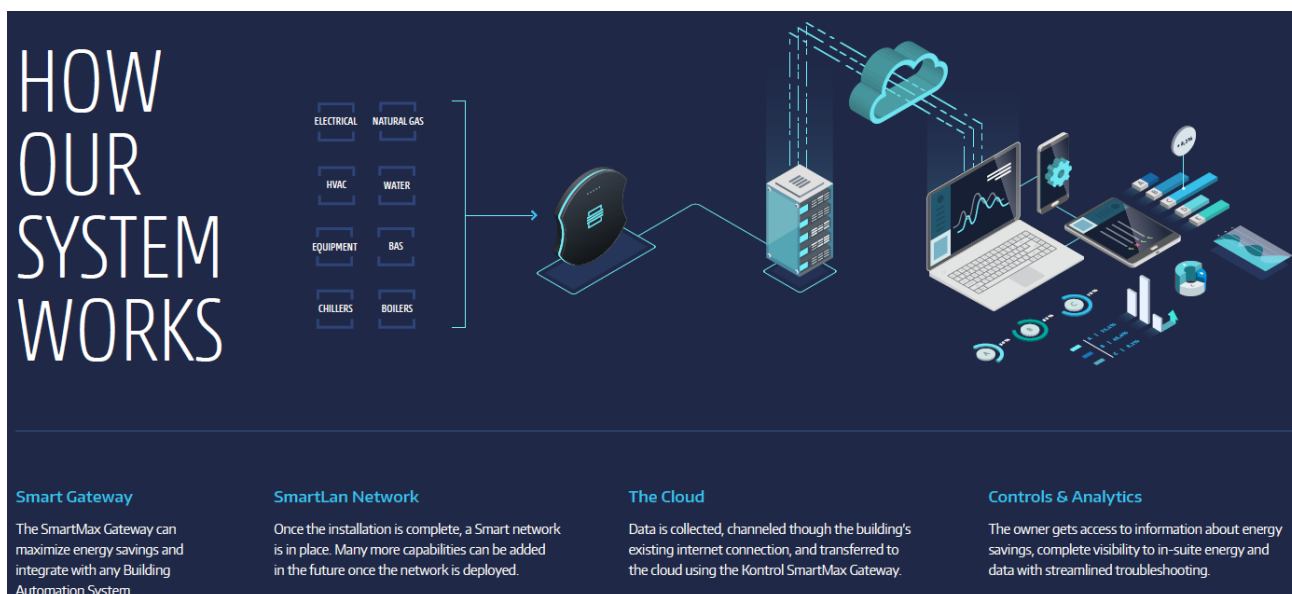 HOW
OUR
SYSTEM
WORKS
ELECTRICAL NATURAL GAS
HVAC WATER
EQUIPMENT BAS
CHILLERS BOILERS
A
B
C
Smart Gateway
The SmartMax Gateway can
maximize energy savings and
integrate with any Building
Automation System
SmartLan Network
Once the installation is complete, a Smart network
is in place. Many more capabilities can be added
in the future once the network is deployed.
The Cloud
Data is collected, channeled though the building's
existing internet connection, and transferred to
the cloud using the Kontrol SmartMax Gateway.
Controls & Analytics
The owner gets access to information about energy
savings, complete visibility to in-suite energy and
data with streamlined troubleshooting.